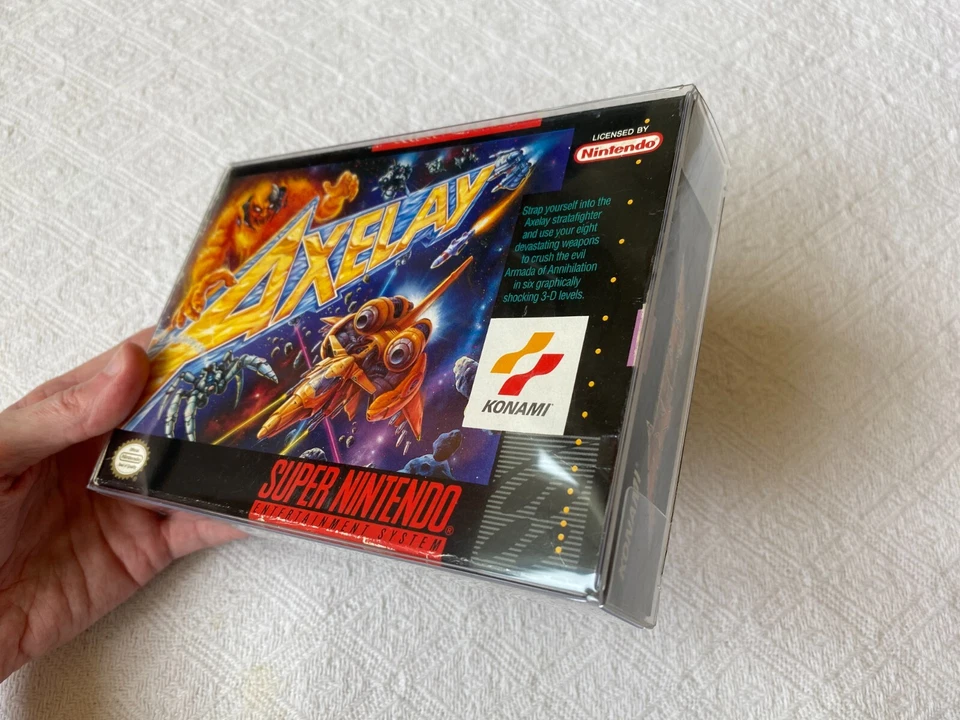 LICENSED BY
Nintendo
AXELAY
Strap yourself into the
Axelay stratafighter
and use your eight
devastating weapons
to crush the evil
Armada of Annihilation
in six graphically
shocking 3-D levels.
KONAMI
SUPER NINTENDO
ENTERTAINMENT SYSTEM
KONAMI